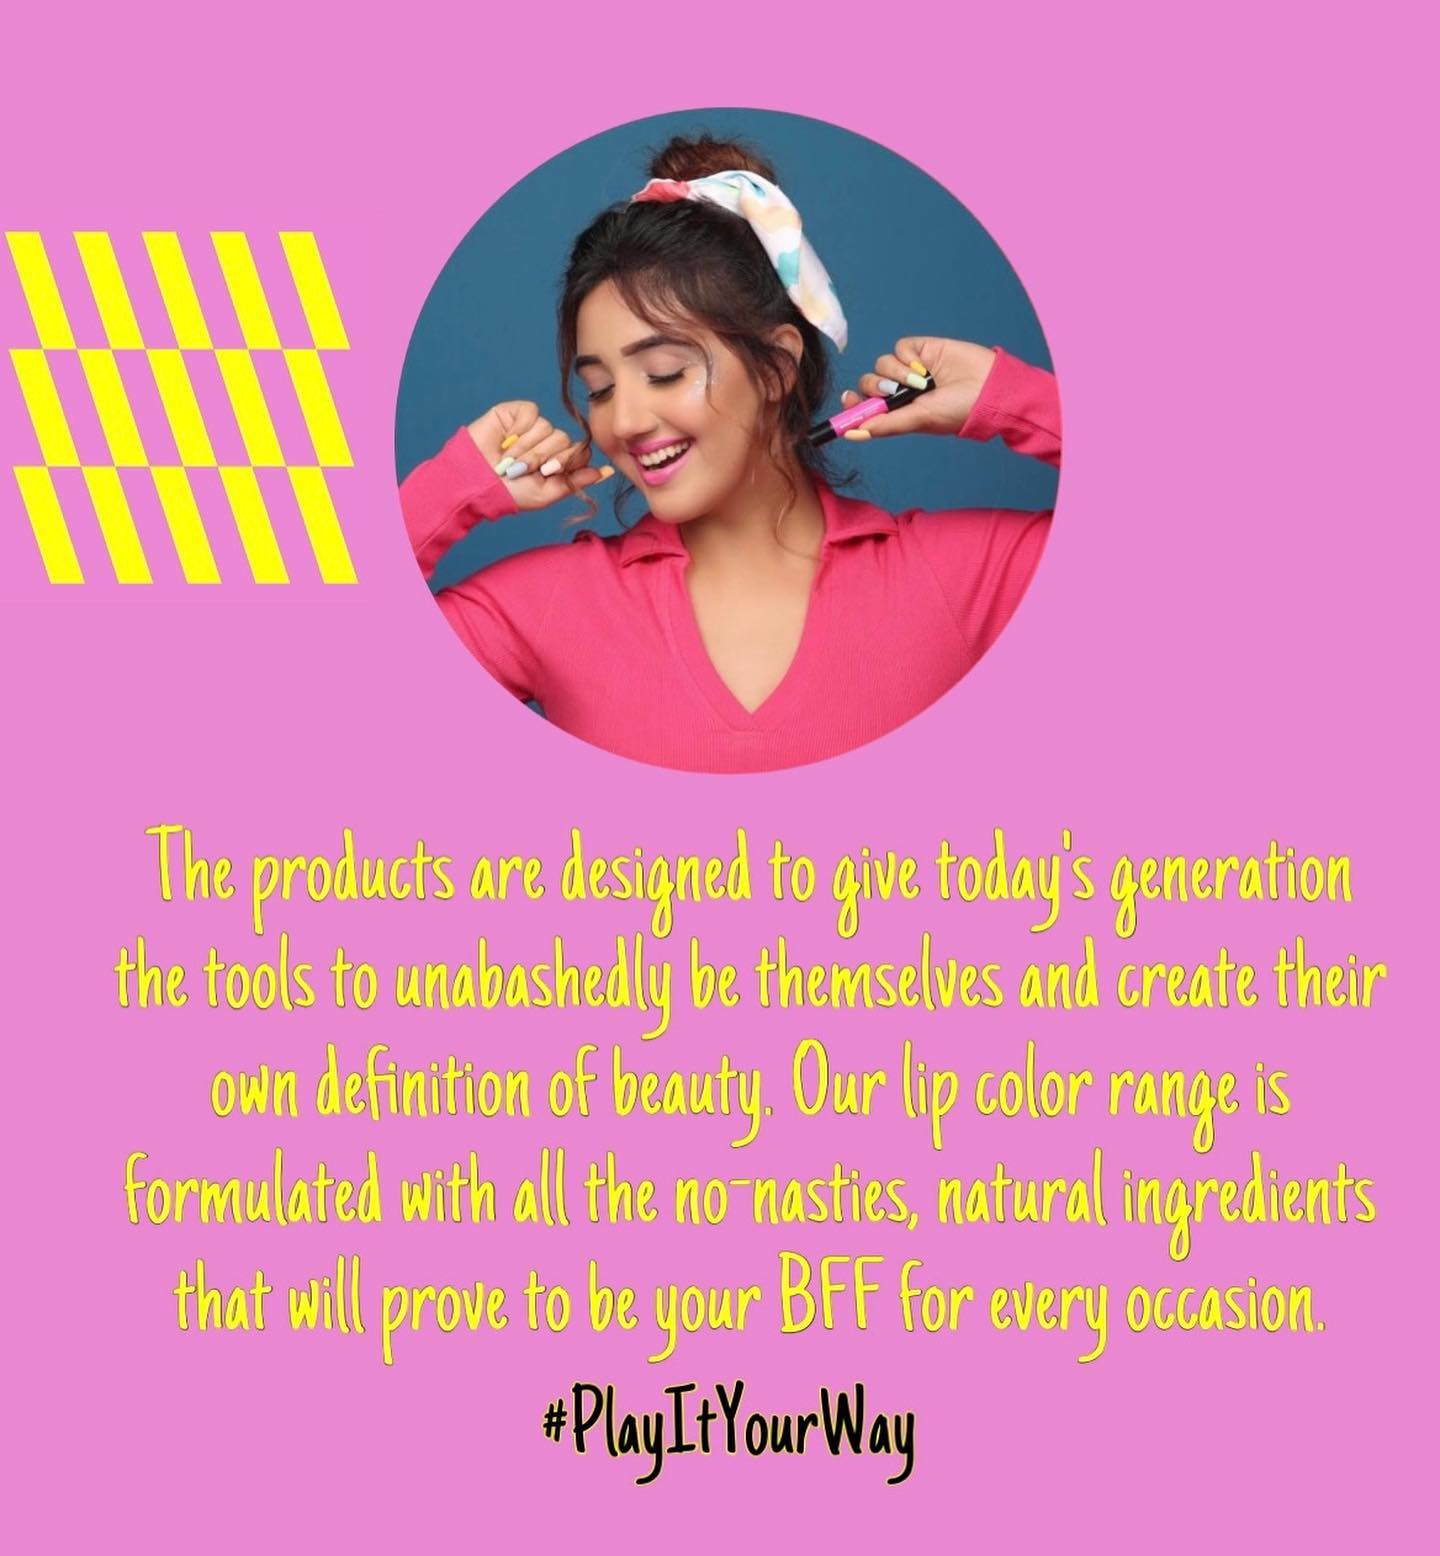 The products are designed to give today's generation
the tools to unabashedly be themselves and create their
own definition of beauty. Our lip color range is
formulated with all the no-nasties, natural ingredients
that will prove to be your BFF for every occasion.
#PlayItYourWay